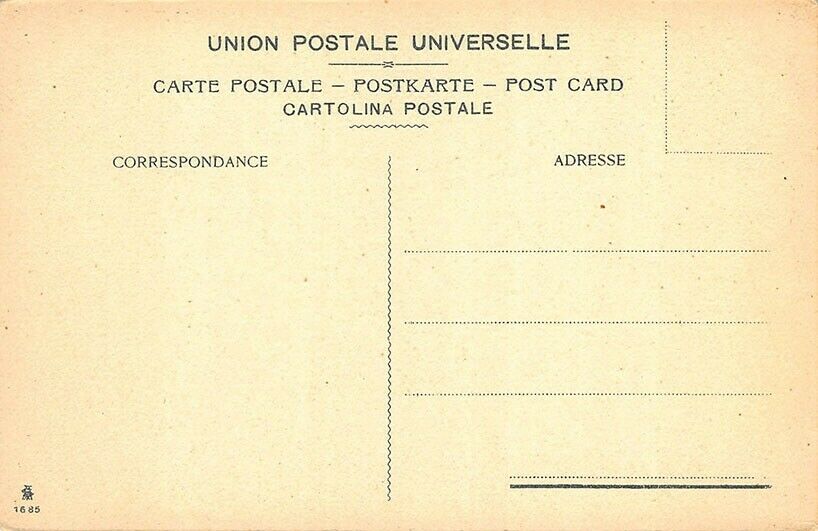 UNION POSTALE UNIVERSELLE
CARTE POSTALE – POSTKARTE – POST CARD
CARTOLINA POSTALE
CORRESPONDANCE
ADRESSE
1685